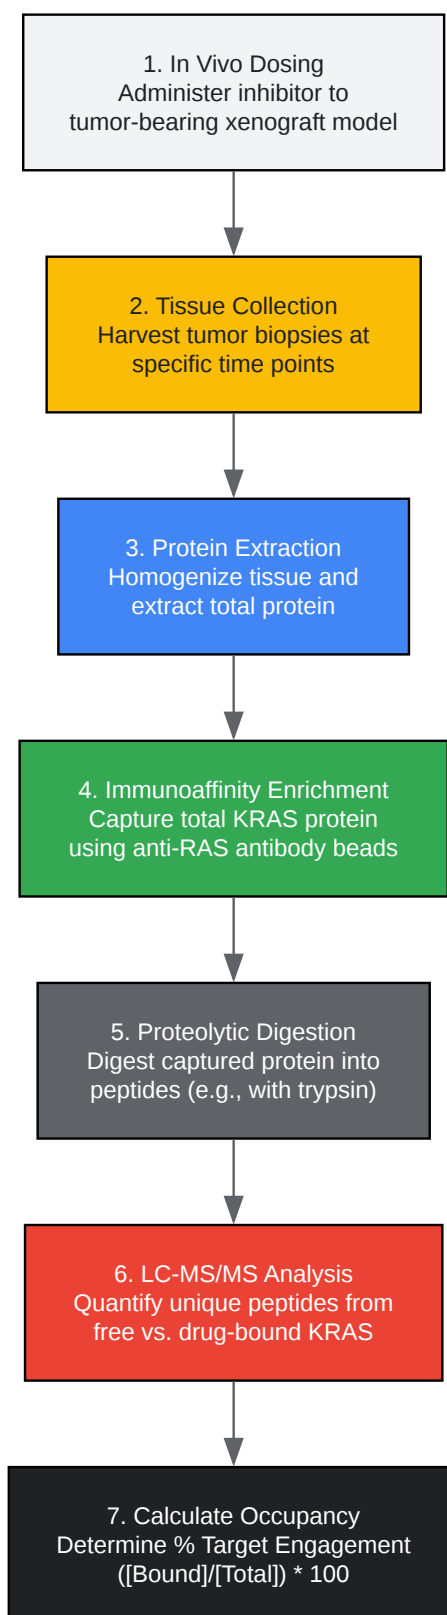 1. In Vivo Dosing
Administer inhibitor to
tumor-bearing xenograft model
2. Tissue Collection
Harvest tumor biopsies at
specific time points
3. Protein Extraction
Homogenize tissue and
extract total protein
4. Immunoaffinity Enrichment
Capture total KRAS protein
using anti-RAS antibody beads
5. Proteolytic Digestion
Digest captured protein into
peptides (e.g., with trypsin)
6. LC-MS/MS Analysis
Quantify unique peptides from
free vs. drug-bound KRAS
7. Calculate Occupancy
Determine % Target Engagement
([Bound]/[Total]) * 100